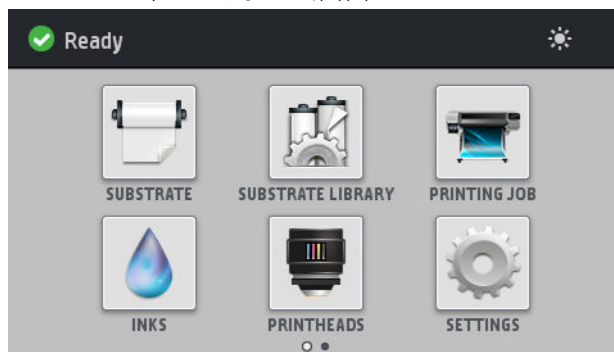 Ready
SUBSTRATE SUBSTRATE LIBRARY PRINTING JOB
INKS PRINTHEADS SETTINGS